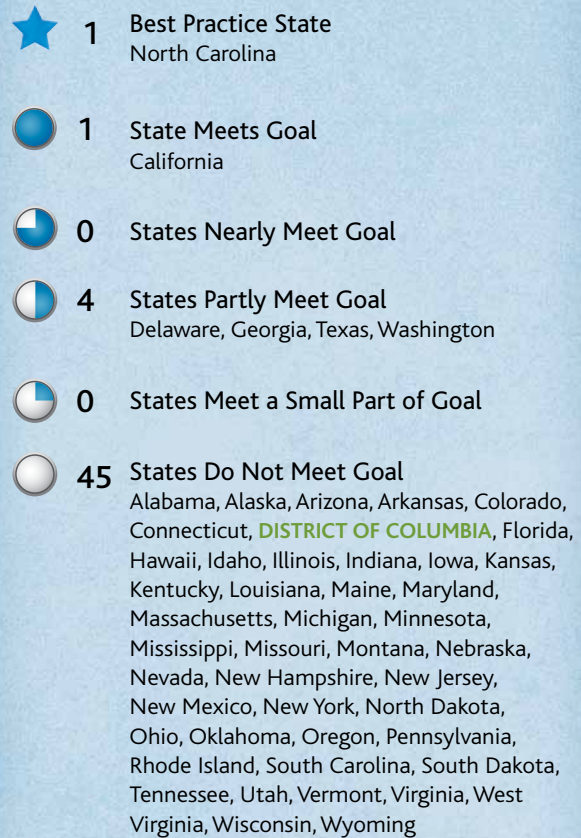 1 Best Practice State
North Carolina
1 State Meets Goal
California
0 States Nearly Meet Goal
4 States Partly Meet Goal
Delaware, Georgia, Texas, Washington
0 States Meet a Small Part of Goal
45 States Do Not Meet Goal
Alabama, Alaska, Arizona, Arkansas, Colorado,
Connecticut, DISTRICT OF COLUMBIA, Florida,
Hawaii, Idaho, Illinois, Indiana, Iowa, Kansas,
Kentucky, Louisiana, Maine, Maryland,
Massachusetts, Michigan, Minnesota,
Mississippi, Missouri, Montana, Nebraska,
Nevada, New Hampshire, New Jersey,
New Mexico, New York, North Dakota,
Ohio, Oklahoma, Oregon, Pennsylvania,
Rhode Island, South Carolina, South Dakota,
Tennessee, Utah, Vermont, Virginia, West
Virginia, Wisconsin, Wyoming